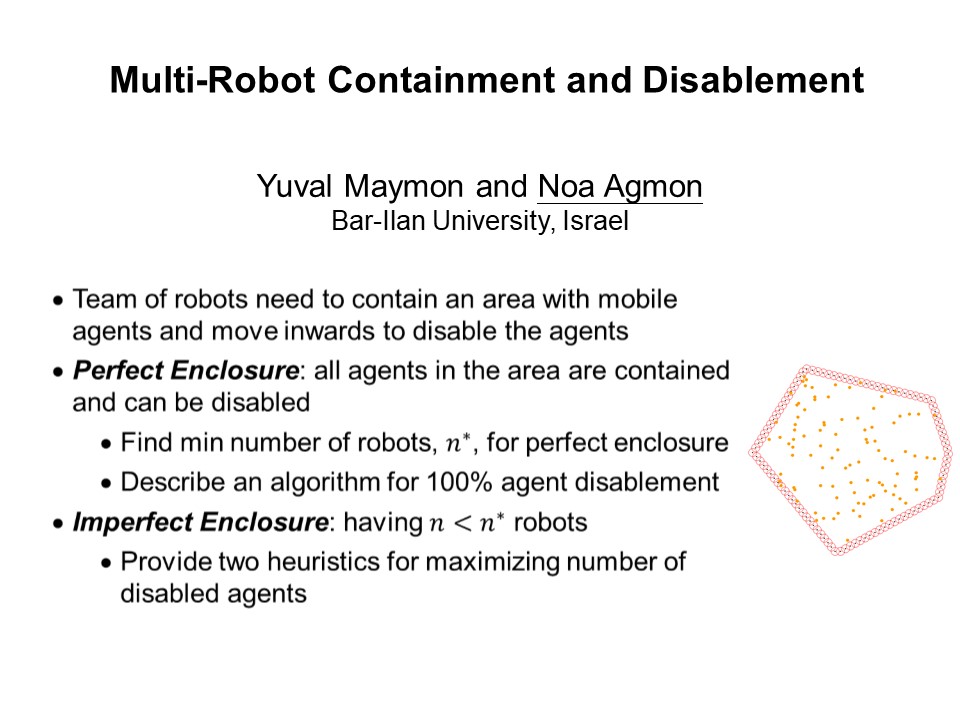 Multi-Robot Containment and Disablement
Yuval Maymon and Noa Agmon
Bar-Ilan University, Israel
• Team of robots need to contain an area with mobile
agents and move inwards to disable the agents
• Perfect Enclosure: all agents in the area are contained
and can be disabled
• Find min number of robots, n*, for perfect enclosure
• Describe an algorithm for 100% agent disablement
• Imperfect Enclosure: having n < n* robots
• Provide two heuristics for maximizing number of
disabled agents